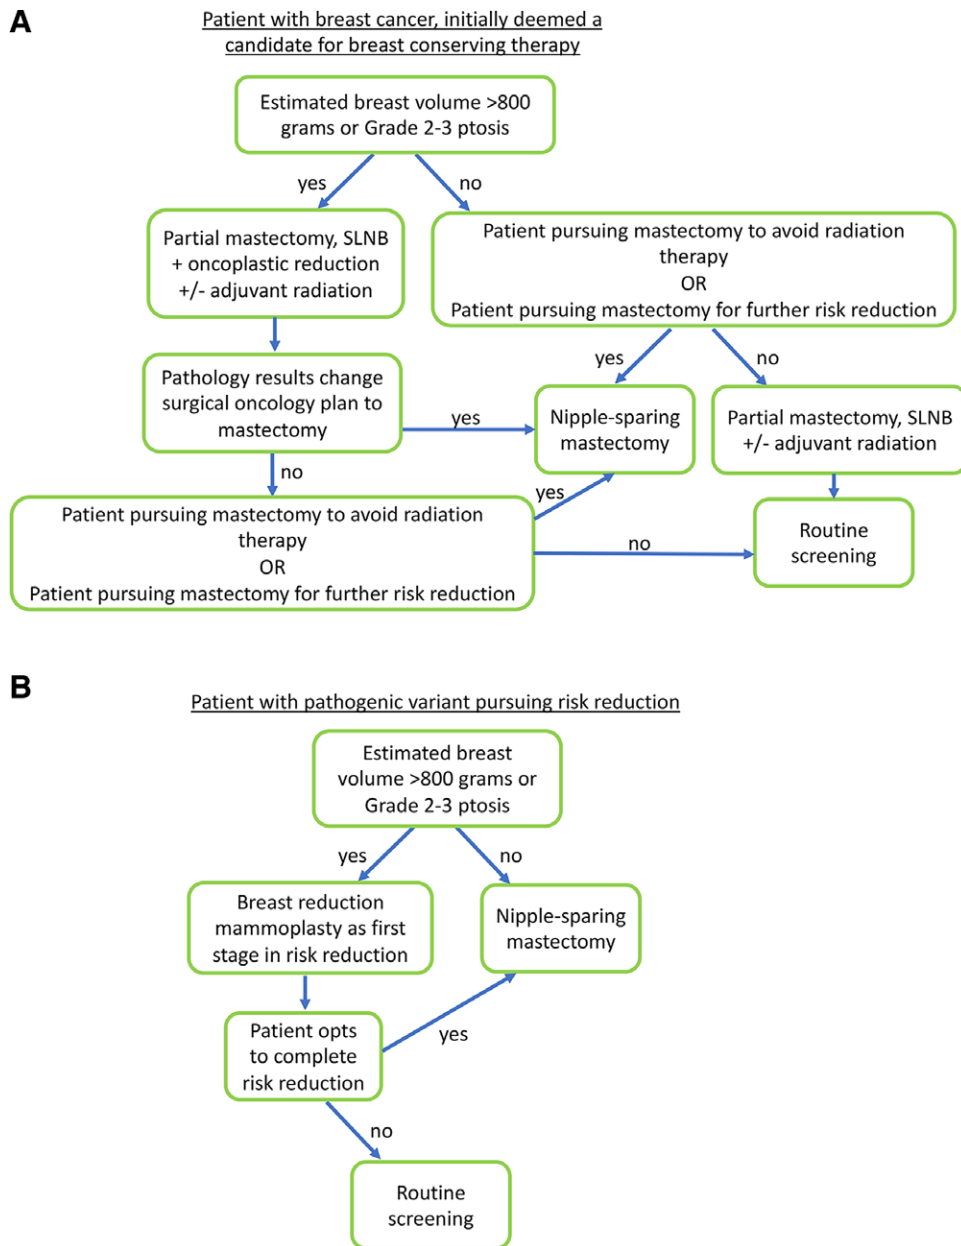 A
Patient with breast cancer, initially deemed a
candidate for breast conserving therapy
Estimated breast volume >800
grams or Grade 2-3 ptosis
yes
no
Partial mastectomy, SLNB
+ oncoplastic reduction
+/- adjuvant radiation
Patient pursuing mastectomy to avoid radiation
therapy
OR
Patient pursuing mastectomy for further risk reduction
yes
no
Pathology results change
surgical oncology plan to
mastectomy
yes
Nipple-sparing
mastectomy
Partial mastectomy, SLNB
+/- adjuvant radiation
no
yes
Patient pursuing mastectomy to avoid radiation
therapy
OR
Patient pursuing mastectomy for further risk reduction
no
Routine
screening
B
Patient with pathogenic variant pursuing risk reduction
Estimated breast
volume >800 grams or
Grade 2-3 ptosis
yes
no
Breast reduction
mammoplasty as first
stage in risk reduction
Nipple-sparing
mastectomy
Patient opts
to complete
risk reduction
yes
no
Routine
screening